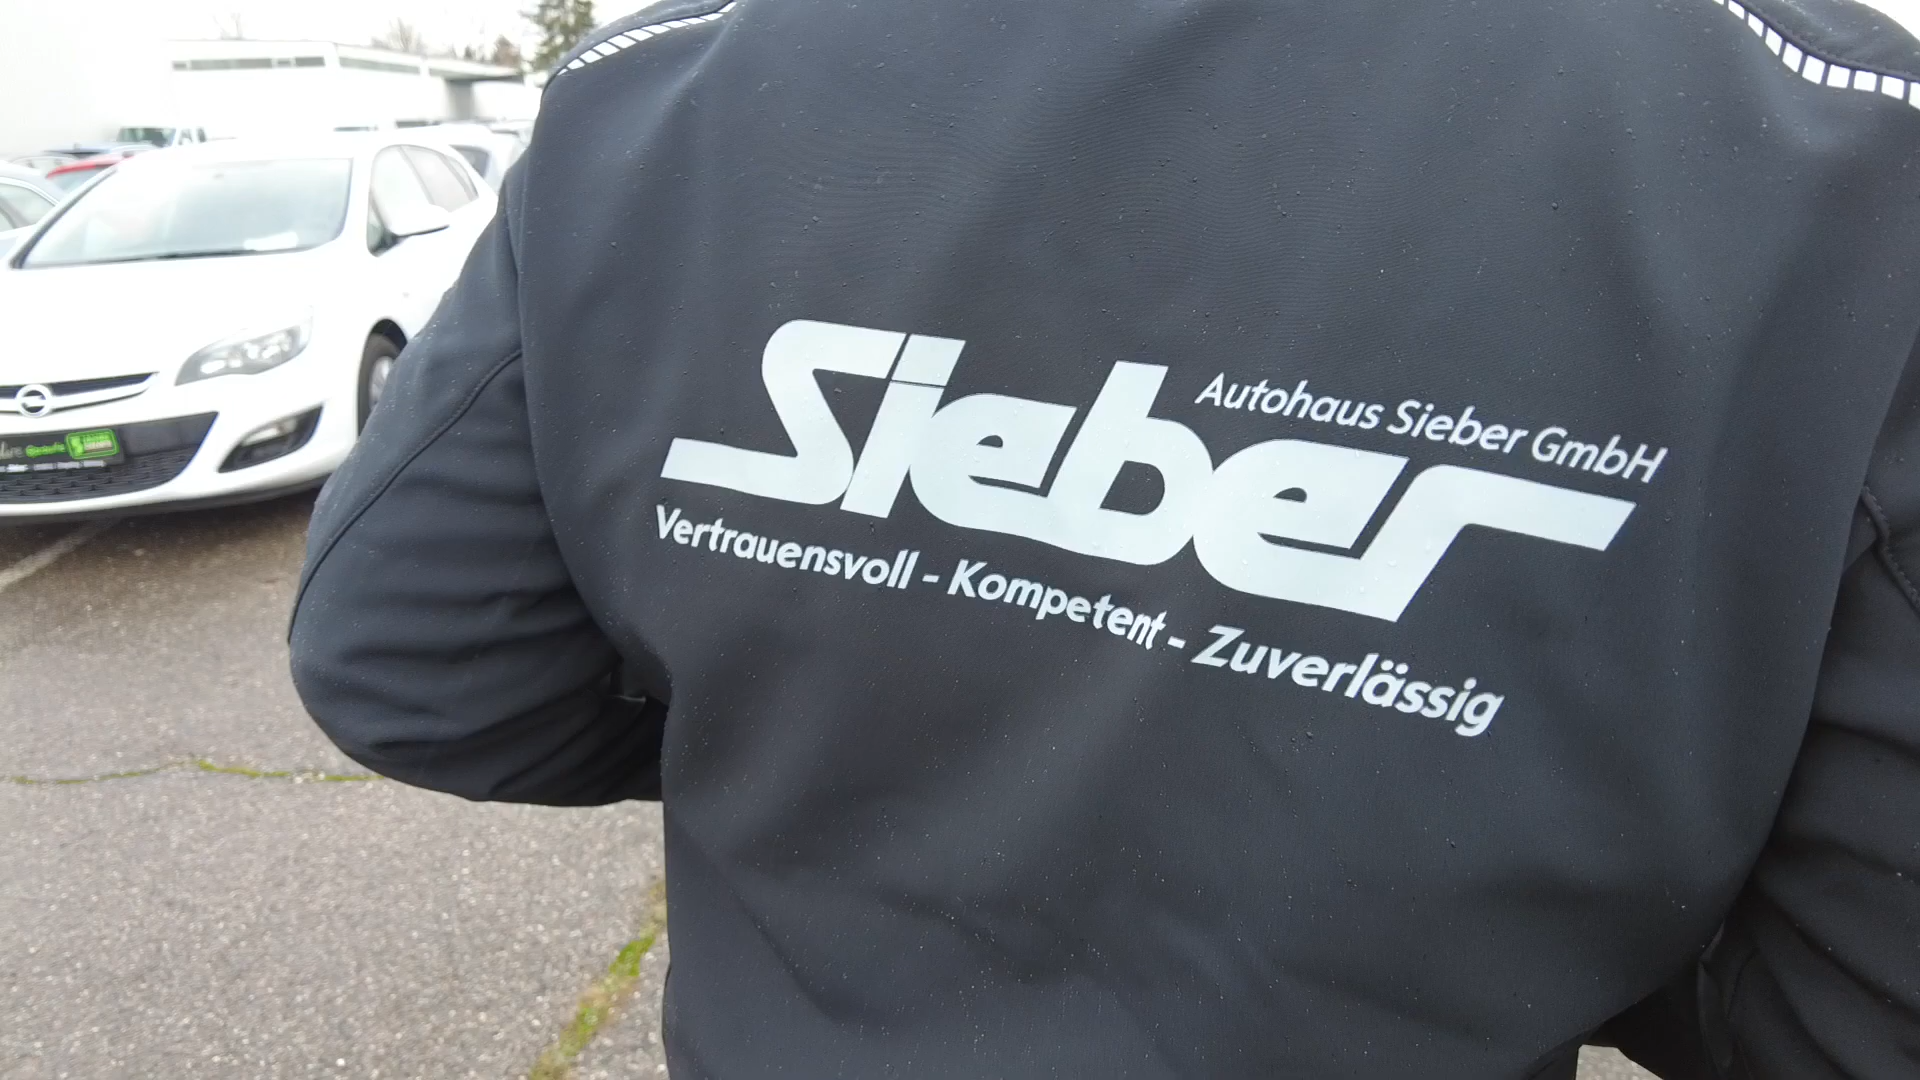 Autohaus Sieber GmbH
Sieber
Vertrauensvoll - Kompetent - Zuverlässig